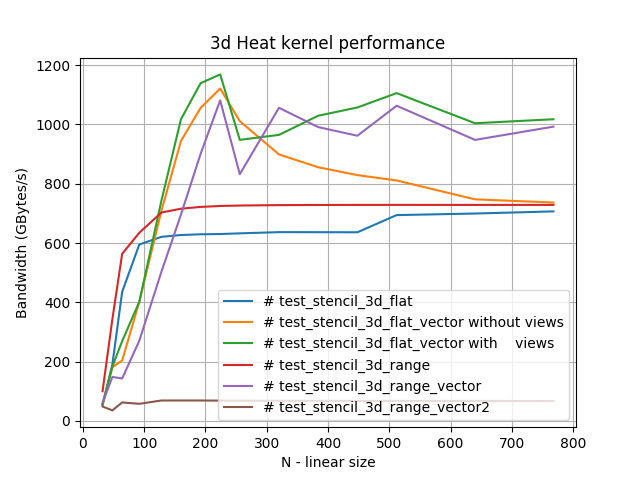 3d Heat kernel performance
Bandwidth (GBytes/s)
1200
1000
800
600
400
200
0
# test_stencil_3d_flat
# test_stencil_3d_flat_vector without views
# test_stencil_3d_flat_vector with    views
# test_stencil_3d_range
# test_stencil_3d_range_vector
# test_stencil_3d_range_vector2
0 100 200 300 400 500 600 700 800
N - linear size